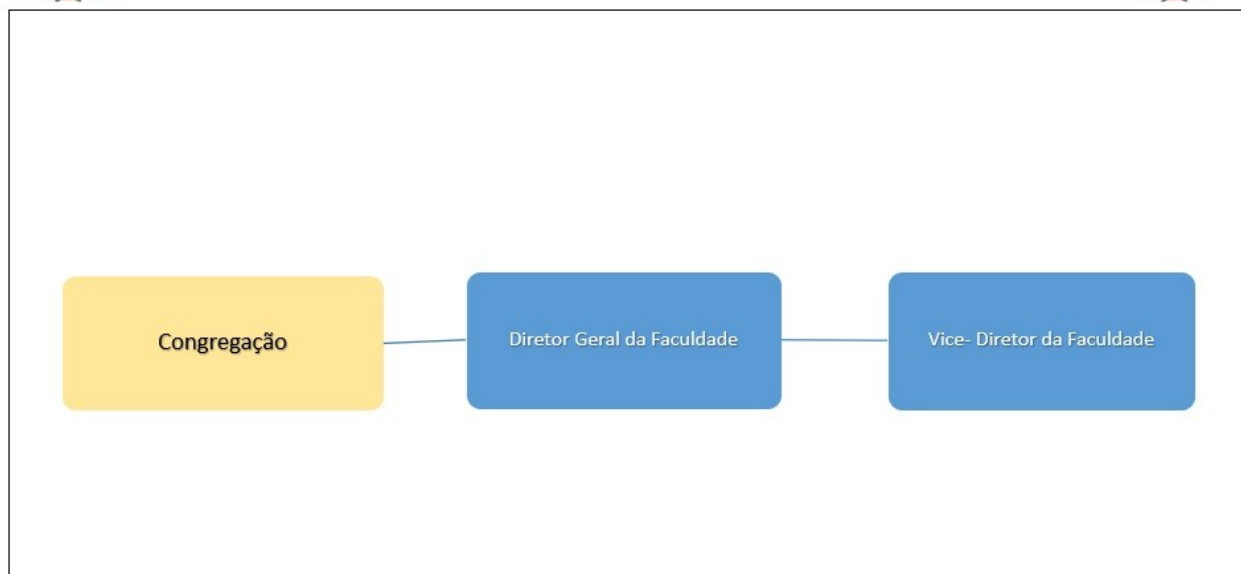 Congregação
Diretor Geral da Faculdade
Vice- Diretor da Faculdade